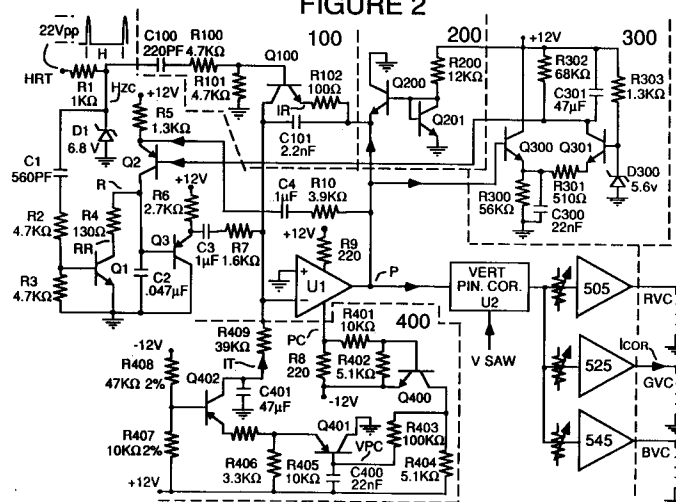 FIGURE 2
22Vpp
H
HRT
R1
1KΩ
HZC
D1
6.8 V
C1
560PF
R2
4.7KΩ
R3
4.7KΩ
C100
220PF
R100
4.7KΩ
R101
4.7KΩ
Q100
100
R102
100Ω
IR
C101
2.2nF
200
Q200
R200
12KΩ
Q201
+12V
R302
68KΩ
C301
47µF
300
R303
1.3KΩ
Q300
Q301
R300
56KΩ
R301
510Ω
C300
22nF
D300
5.6v
+12V
R5
1.3KΩ
Q2
R
R4
130Ω
RR
Q1
R6
2.7KΩ
+12V
Q3
C2
.047µF
C3
1µF
R7
1.6KΩ
C4
1µF
R10
3.9KΩ
+12V
R9
220
+
−
U1
P
VERT
PIN. COR.
U2
V SAW
505
RVC
525
ICOR
GVC
545
BVC
PC
400
R409
39KΩ
IT
R401
10KΩ
R8
220
R402
5.1KΩ
-12V
Q400
-12V
R408
47KΩ 2%
Q402
C401
47µF
R407
10KΩ2%
+12V
R406
3.3KΩ
R405
10KΩ
Q401
VPC
C400
22nF
R403
100KΩ
R404
5.1KΩ